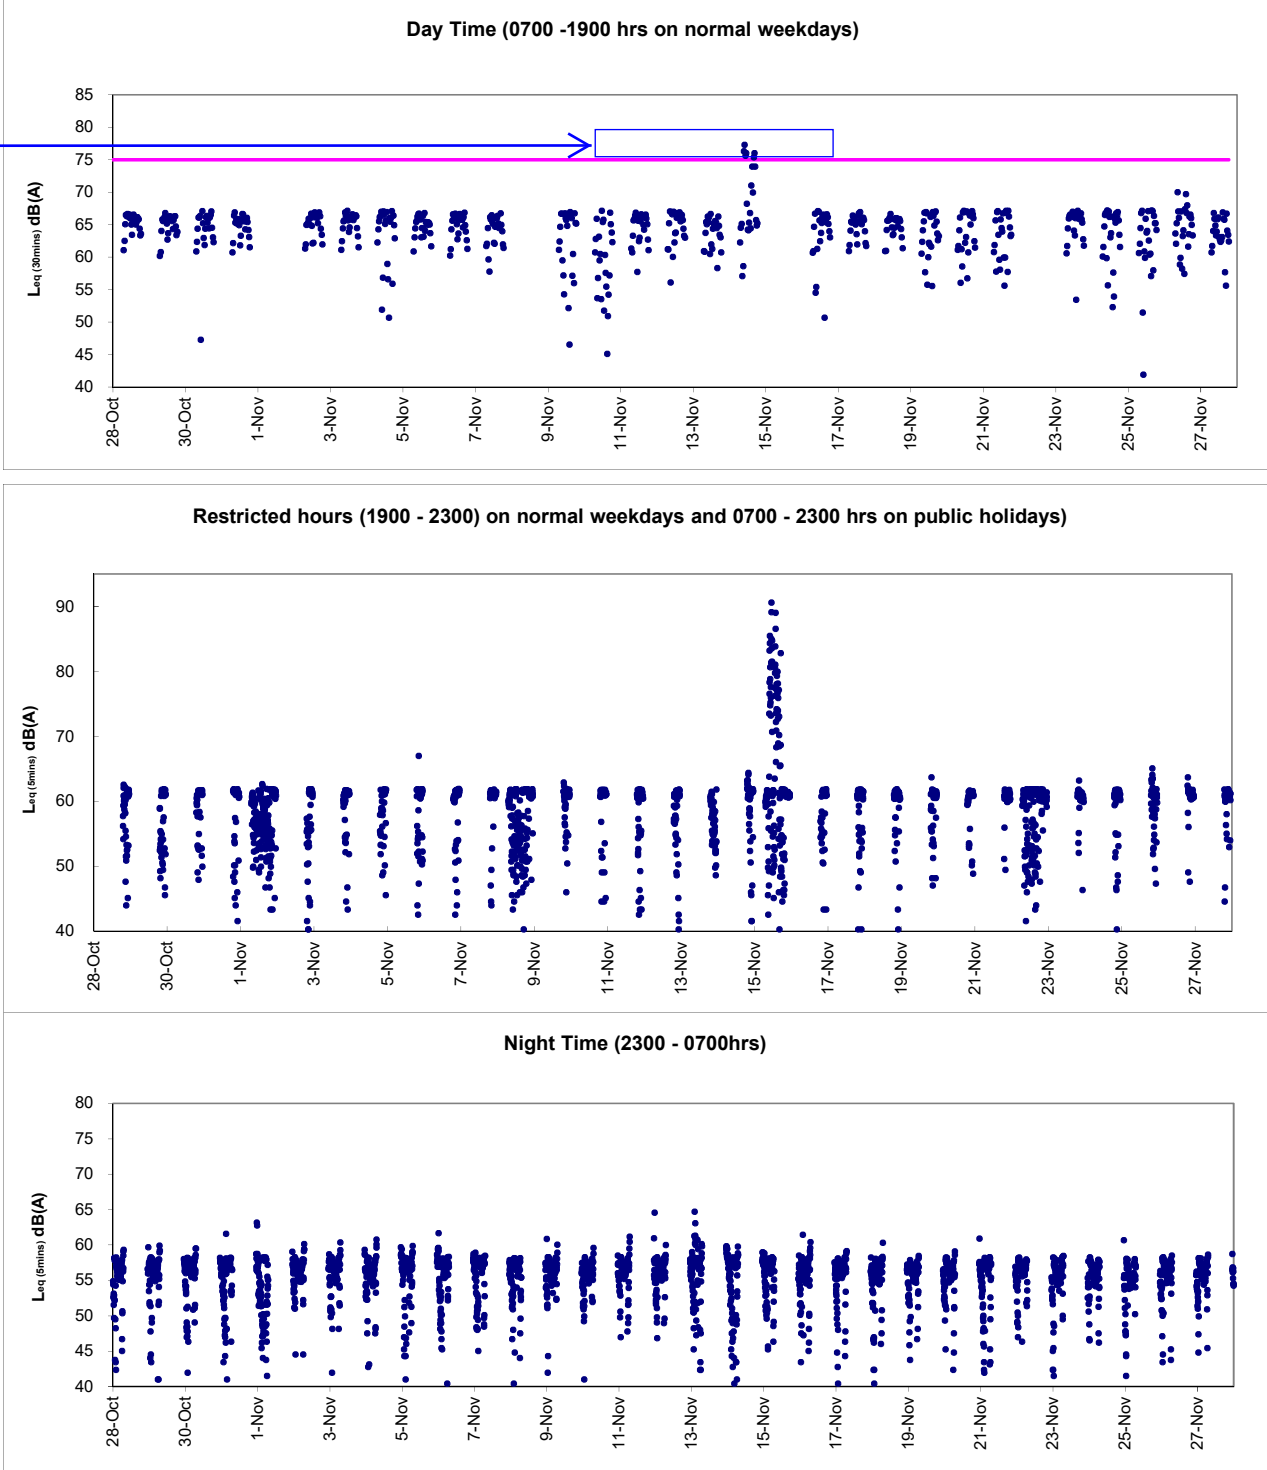 Day Time (0700 -1900 hrs on normal weekdays)
85
80
75
70
65
60
55
50
45
40
Leq (30mins) dB(A)
28-Oct
30-Oct
1-Nov
3-Nov
5-Nov
7-Nov
9-Nov
11-Nov
13-Nov
15-Nov
17-Nov
19-Nov
21-Nov
23-Nov
25-Nov
27-Nov
Restricted hours (1900 - 2300) on normal weekdays and 0700 - 2300 hrs on public holidays)
90
80
70
60
50
40
Leq (5mins) dB(A)
28-Oct
30-Oct
1-Nov
3-Nov
5-Nov
7-Nov
9-Nov
11-Nov
13-Nov
15-Nov
17-Nov
19-Nov
21-Nov
23-Nov
25-Nov
27-Nov
Night Time (2300 - 0700hrs)
80
75
70
65
60
55
50
45
40
Leq (5mins) dB(A)
28-Oct
30-Oct
1-Nov
3-Nov
5-Nov
7-Nov
9-Nov
11-Nov
13-Nov
15-Nov
17-Nov
19-Nov
21-Nov
23-Nov
25-Nov
27-Nov